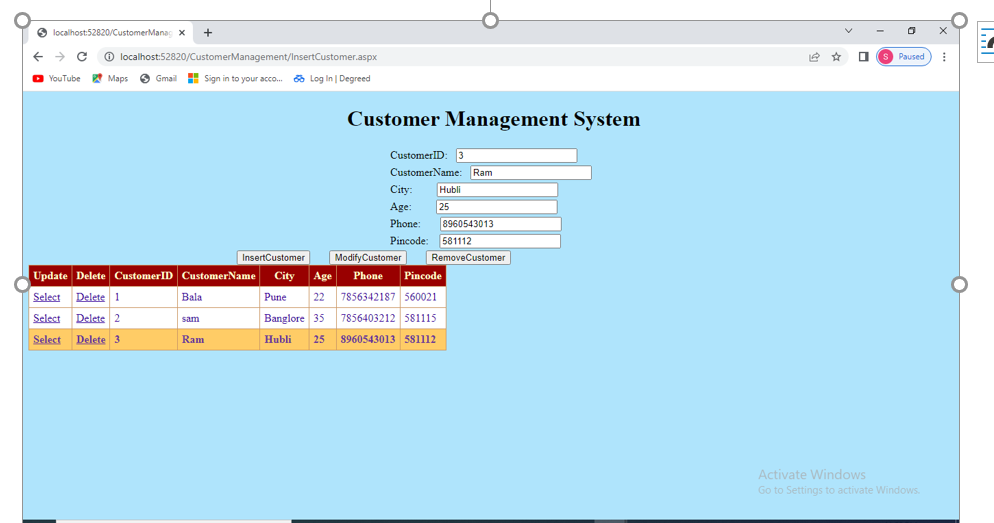 localhost:52820/CustomerManag
localhost:52820/CustomerManagement/InsertCustomer.aspx
S Paused
YouTube Maps Gmail Sign in to your acco... Log In | Degreed
Customer Management System
CustomerID: 3
CustomerName: Ram
City: Hubli
Age: 25
Phone: 8960543013
Pincode: 581112
InsertCustomer ModifyCustomer RemoveCustomer
Update Delete CustomerID CustomerName City Age Phone Pincode
Select Delete 1 Bala Pune 22 7856342187 560021
Select Delete 2 sam Banglore 35 7856403212 581115
Select Delete 3 Ram Hubli 25 8960543013 581112
Activate Windows
Go to Settings to activate Windows.